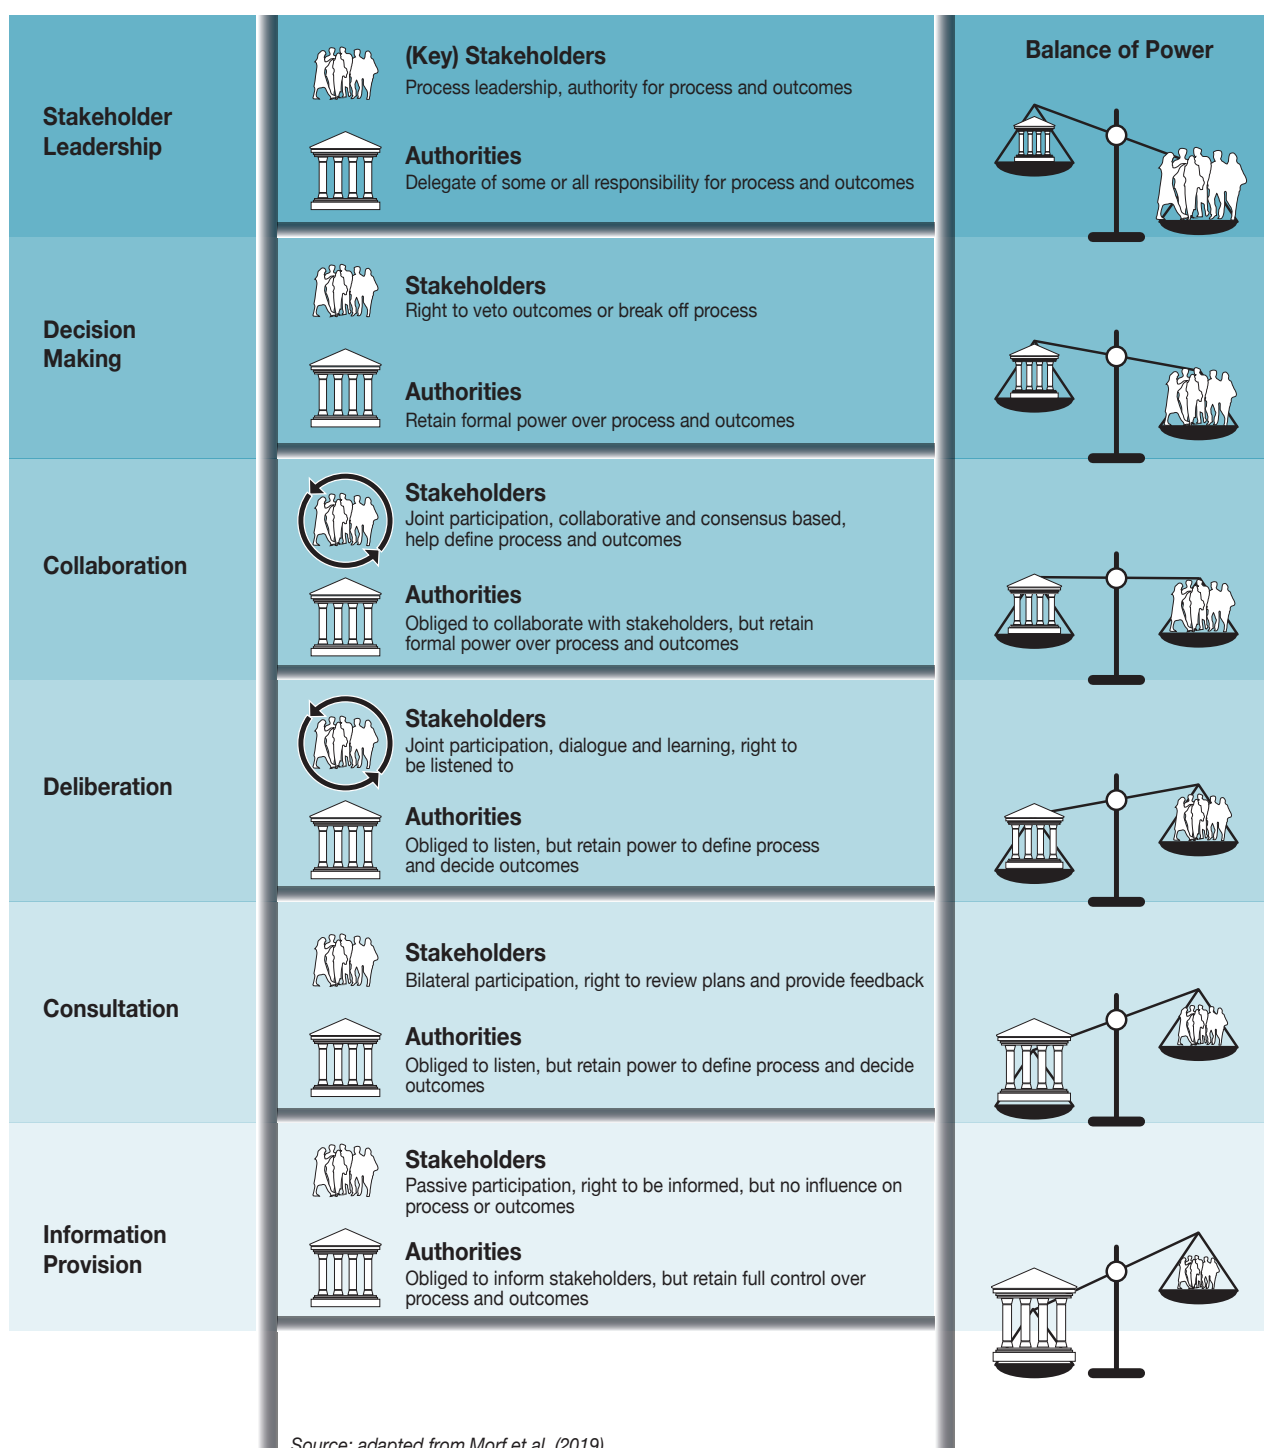 Balance of Power
Stakeholder
Leadership
(Key) Stakeholders
Process leadership, authority for process and outcomes
Authorities
Delegate of some or all responsibility for process and outcomes
Decision
Making
Stakeholders
Right to veto outcomes or break off process
Authorities
Retain formal power over process and outcomes
Collaboration
Stakeholders
Joint participation, collaborative and consensus based,
help define process and outcomes
Authorities
Obliged to collaborate with stakeholders, but retain
formal power over process and outcomes
Deliberation
Stakeholders
Joint participation, dialogue and learning, right to
be listened to
Authorities
Obliged to listen, but retain power to define process
and decide outcomes
Consultation
Stakeholders
Bilateral participation, right to review plans and provide feedback
Authorities
Obliged to listen, but retain power to define process and decide
outcomes
Information
Provision
Stakeholders
Passive participation, right to be informed, but no influence on
process or outcomes
Authorities
Obliged to inform stakeholders, but retain full control over
process and outcomes
Source: adapted from Morf et al. (2019)